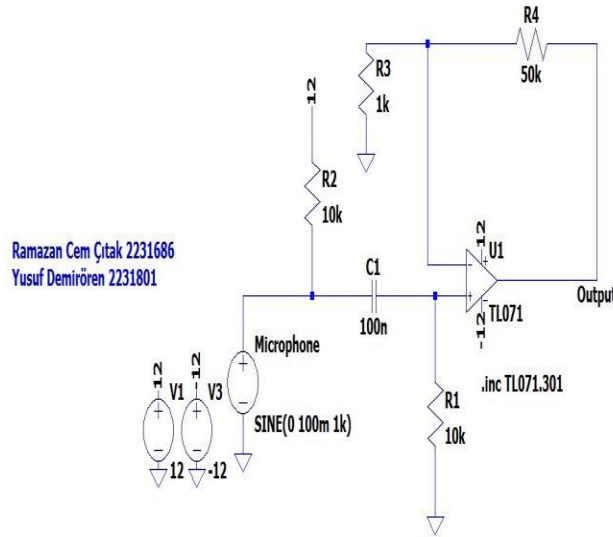 R4
50k
R3
1k
12
R2
10k
Ramazan Cem Çıtak 2231686
Yusuf Demirören 2231801
12
U1
C1
100n
TL071
-12
Output
Microphone
.inc TL071.301
12
V1
-12
V3
R1
10k
SINE(0 100m 1k)
12
-12